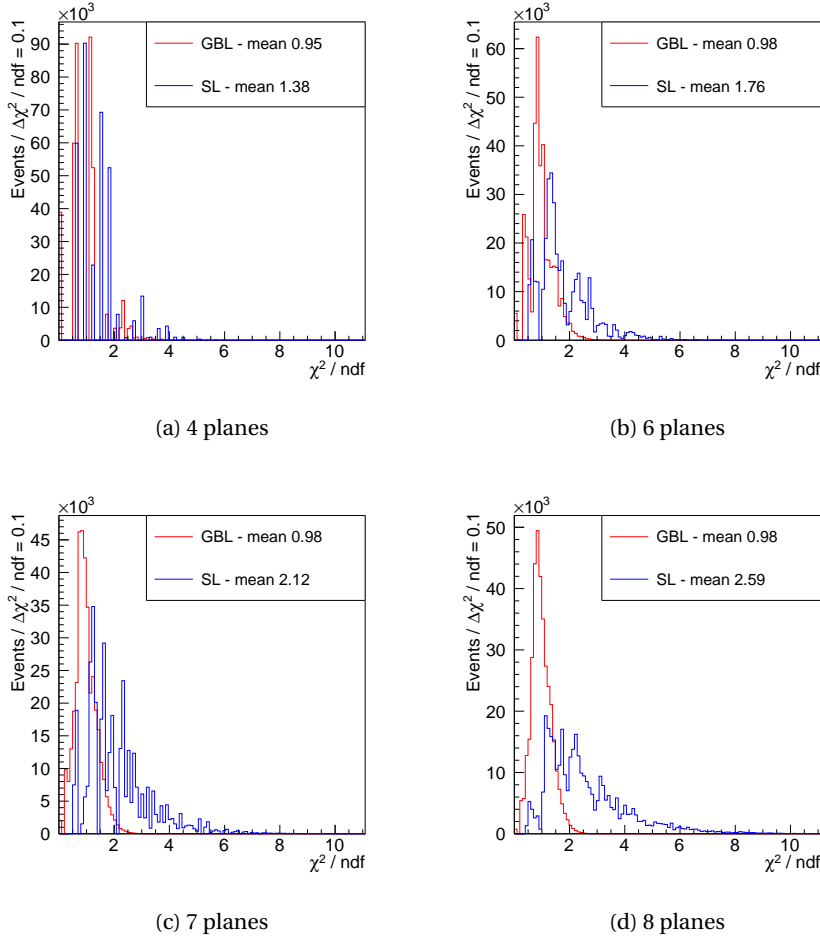 ×10³
Events / Δχ² / ndf = 0.1
90
80
70
60
50
40
30
20
10
0
2 4 6 8 10
χ² / ndf
GBL - mean 0.95
SL - mean 1.38
(a) 4 planes
×10³
Events / Δχ² / ndf = 0.1
60
50
40
30
20
10
0
2 4 6 8 10
χ² / ndf
GBL - mean 0.98
SL - mean 1.76
(b) 6 planes
×10³
Events / Δχ² / ndf = 0.1
45
40
35
30
25
20
15
10
5
0
2 4 6 8 10
χ² / ndf
GBL - mean 0.98
SL - mean 2.12
(c) 7 planes
×10³
Events / Δχ² / ndf = 0.1
50
40
30
20
10
0
2 4 6 8 10
χ² / ndf
GBL - mean 0.98
SL - mean 2.59
(d) 8 planes